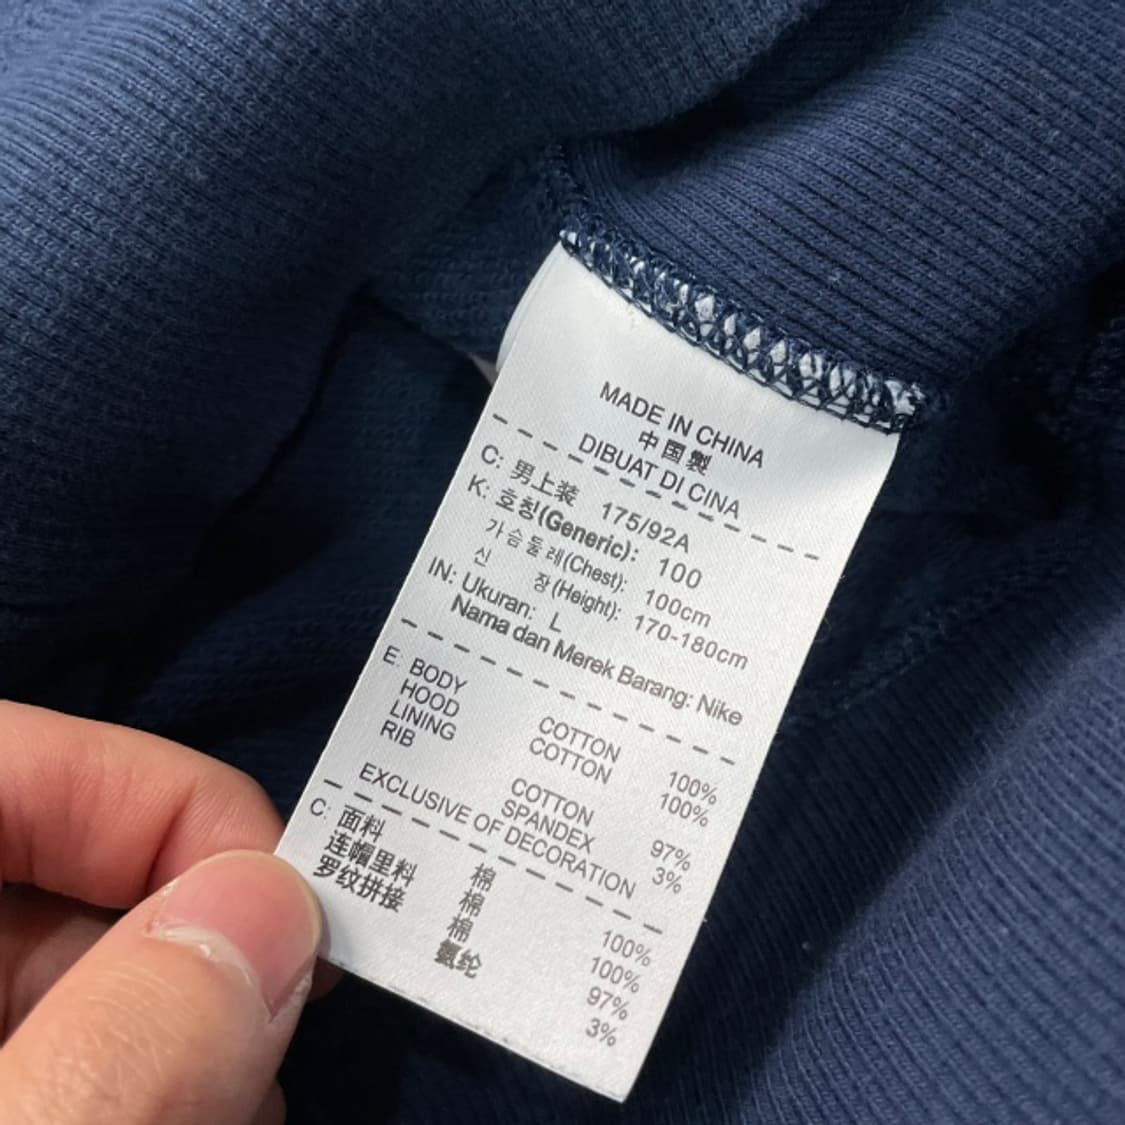 MADE IN CHINA
中国製
DIBUAT DI CINA
C: 男上装 175/92A
K: 호칭(Generic): 100
가슴둘레(Chest): 100cm
신 장(Height): 170-180cm
IN: Ukuran: L
Nama dan Merek Barang: Nike
E: BODY COTTON 100%
HOOD LINING COTTON 100%
RIB COTTON 97%
SPANDEX 3%
EXCLUSIVE OF DECORATION
C: 面料 棉 100%
连帽里料 棉 100%
罗纹拼接 棉 97%
氨纶 3%